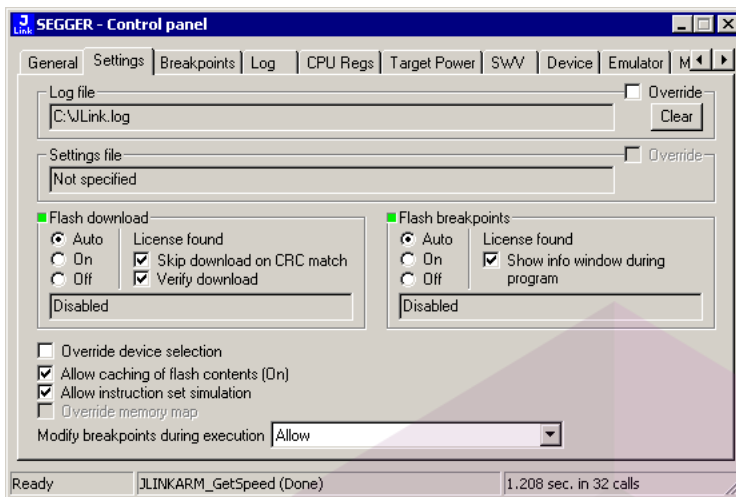 J
Link
SEGGER - Control panel
General Settings Breakpoints Log CPU Regs Target Power SWV Device Emulator M
Log file Override
C:\JLink.log Clear
Settings file Override
Not specified
Flash download
Auto License found
On Skip download on CRC match
Off Verify download
Disabled
Flash breakpoints
Auto License found
On Show info window during
Off program
Disabled
Override device selection
Allow caching of flash contents (On)
Allow instruction set simulation
Override memory map
Modify breakpoints during execution Allow
Ready JLINKARM_GetSpeed (Done) 1.208 sec. in 32 calls